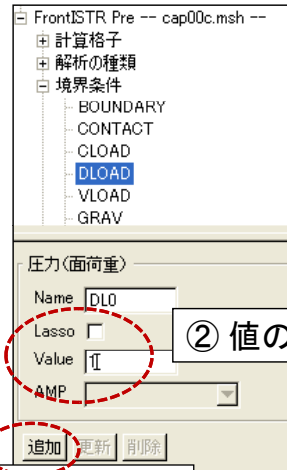 FrontISTR Pre -- cap00c.msh --
計算格子
解析の種類
境界条件
BOUNDARY
CONTACT
CLOAD
DLOAD
VLOAD
GRAV
圧力(面荷重)
Name DL0
Lasso
② 値の
Value 1
AMP
追加 更新 削除